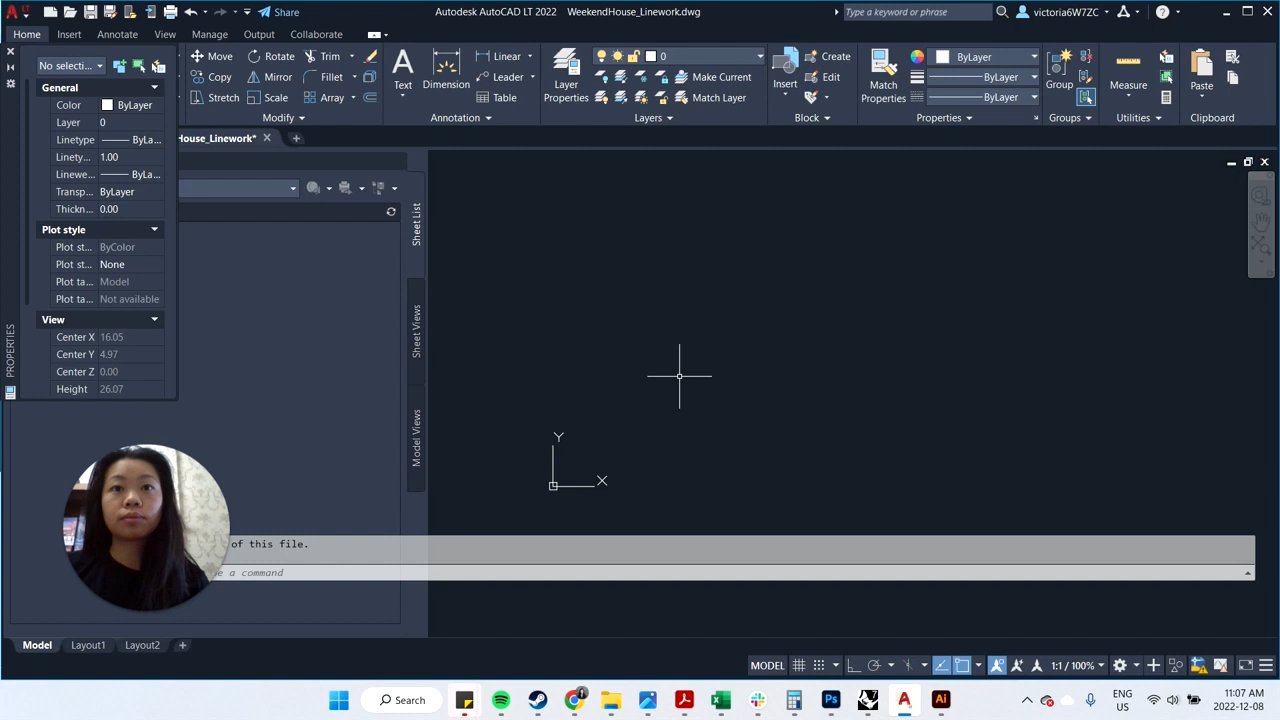 LT
Share
Autodesk AutoCAD LT 2022 WeekendHouse_Linework.dwg
Type a keyword or phrase
victoria6W7ZC
Home Insert Annotate View Manage Output Collaborate
No selecti...
Move Rotate Trim
Copy Mirror Fillet
Stretch Scale Array
Modify
Text
Dimension
Linear
Leader
Table
Annotation
Layer
Properties
0
Make Current
Match Layer
Layers
Insert
Create
Edit
Block
Match
Properties
ByLayer
ByLayer
ByLayer
Properties
Group
Groups
Measure
Utilities
Paste
Clipboard
House_Linework*
General
Color ByLayer
Layer 0
Linetype ByLa...
Linety... 1.00
Linewe... ByLa...
Transp... ByLayer
Thickn... 0.00
Plot style
Plot st... ByColor
Plot st... None
Plot ta... Model
Plot ta... Not available
View
Center X 16.05
Center Y 4.97
Center Z 0.00
Height 26.07
PROPERTIES
Sheet List
Sheet Views
Model Views
Y
X
of this file.
e a command
Model Layout1 Layout2
MODEL
1:1 / 100%
Search
ENG
US
11:07 AM
2022-12-08